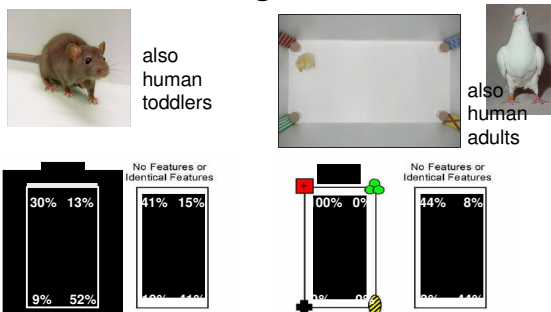 also
human
toddlers
also
human
adults
No Features or
Identical Features
30% 13%
41% 15%
9% 52%
No Features or
Identical Features
0%
44% 8%